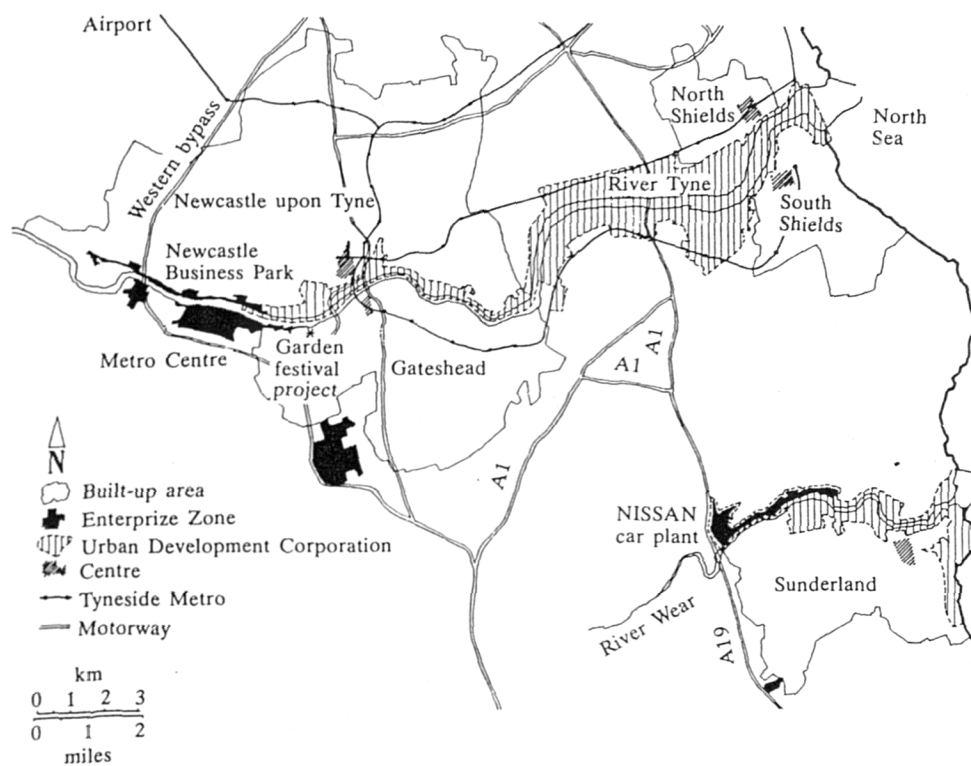 Airport
Western bypass
North
Shields
North
Sea
River Tyne
Newcastle upon Tyne
South
Shields
Newcastle
Business Park
Metro Centre
Garden
festival
project
Gateshead
A1
A1
A1
N
Built-up area
Enterprize Zone
Urban Development Corporation
Centre
Tyneside Metro
Motorway
NISSAN
car plant
Sunderland
River Wear
A19
km
0 1 2 3
0 1 2
miles